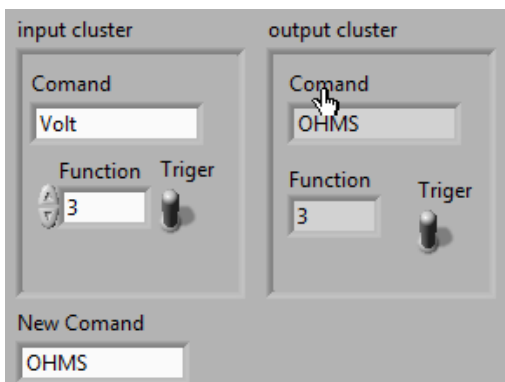 input cluster
output cluster
Comand
Comand
Volt
OHMS
Function
Triger
3
Function
Triger
3
New Comand
OHMS